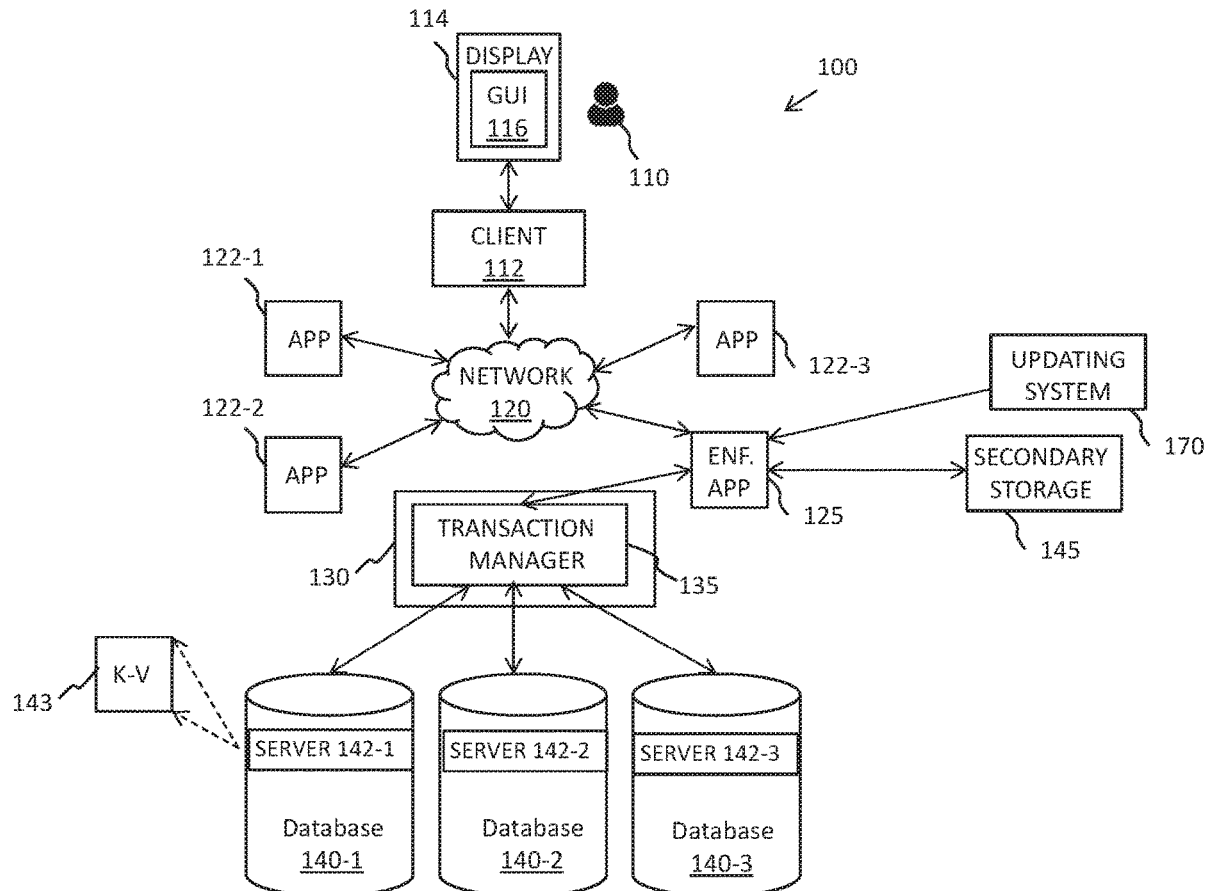 114
DISPLAY
GUI
116
100
110
CLIENT
112
122-1
APP
APP
122-3
NETWORK
120
UPDATING
SYSTEM
170
122-2
APP
ENF.
APP
125
SECONDARY
STORAGE
145
TRANSACTION
MANAGER
130
135
K-V
143
SERVER 142-1
SERVER 142-2
SERVER 142-3
Database
140-1
Database
140-2
Database
140-3